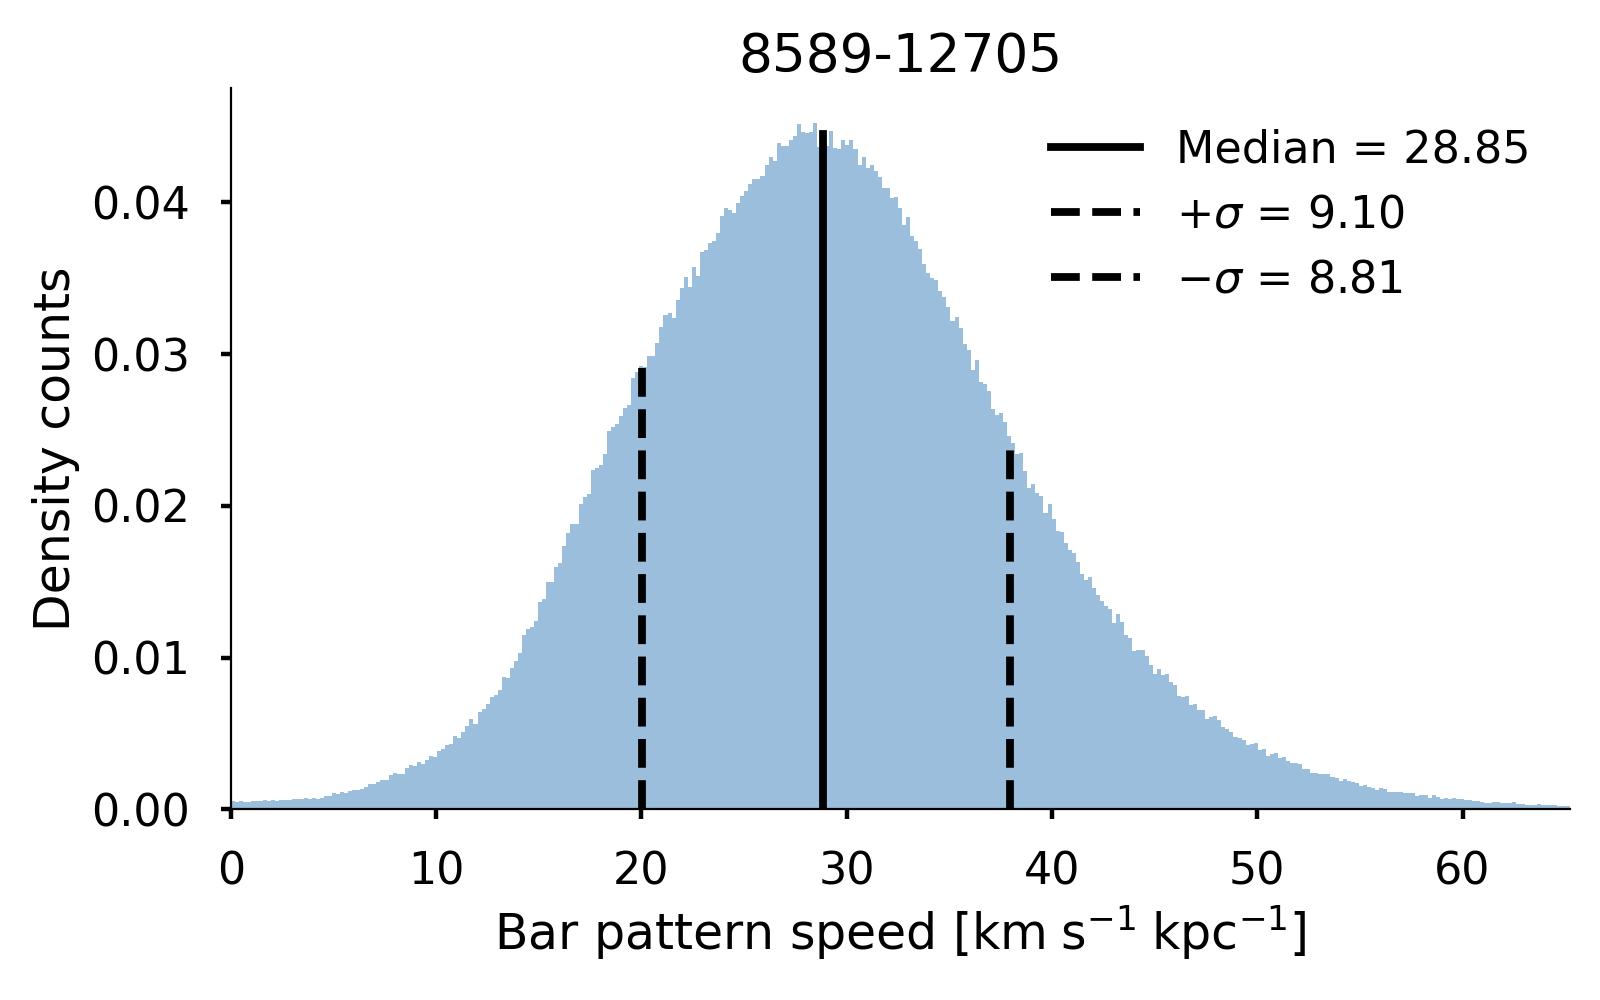 8589-12705
Median = 28.85
+σ = 9.10
−σ = 8.81
Density counts
0.04
0.03
0.02
0.01
0.00
0 10 20 30 40 50 60
Bar pattern speed [km s⁻¹ kpc⁻¹]